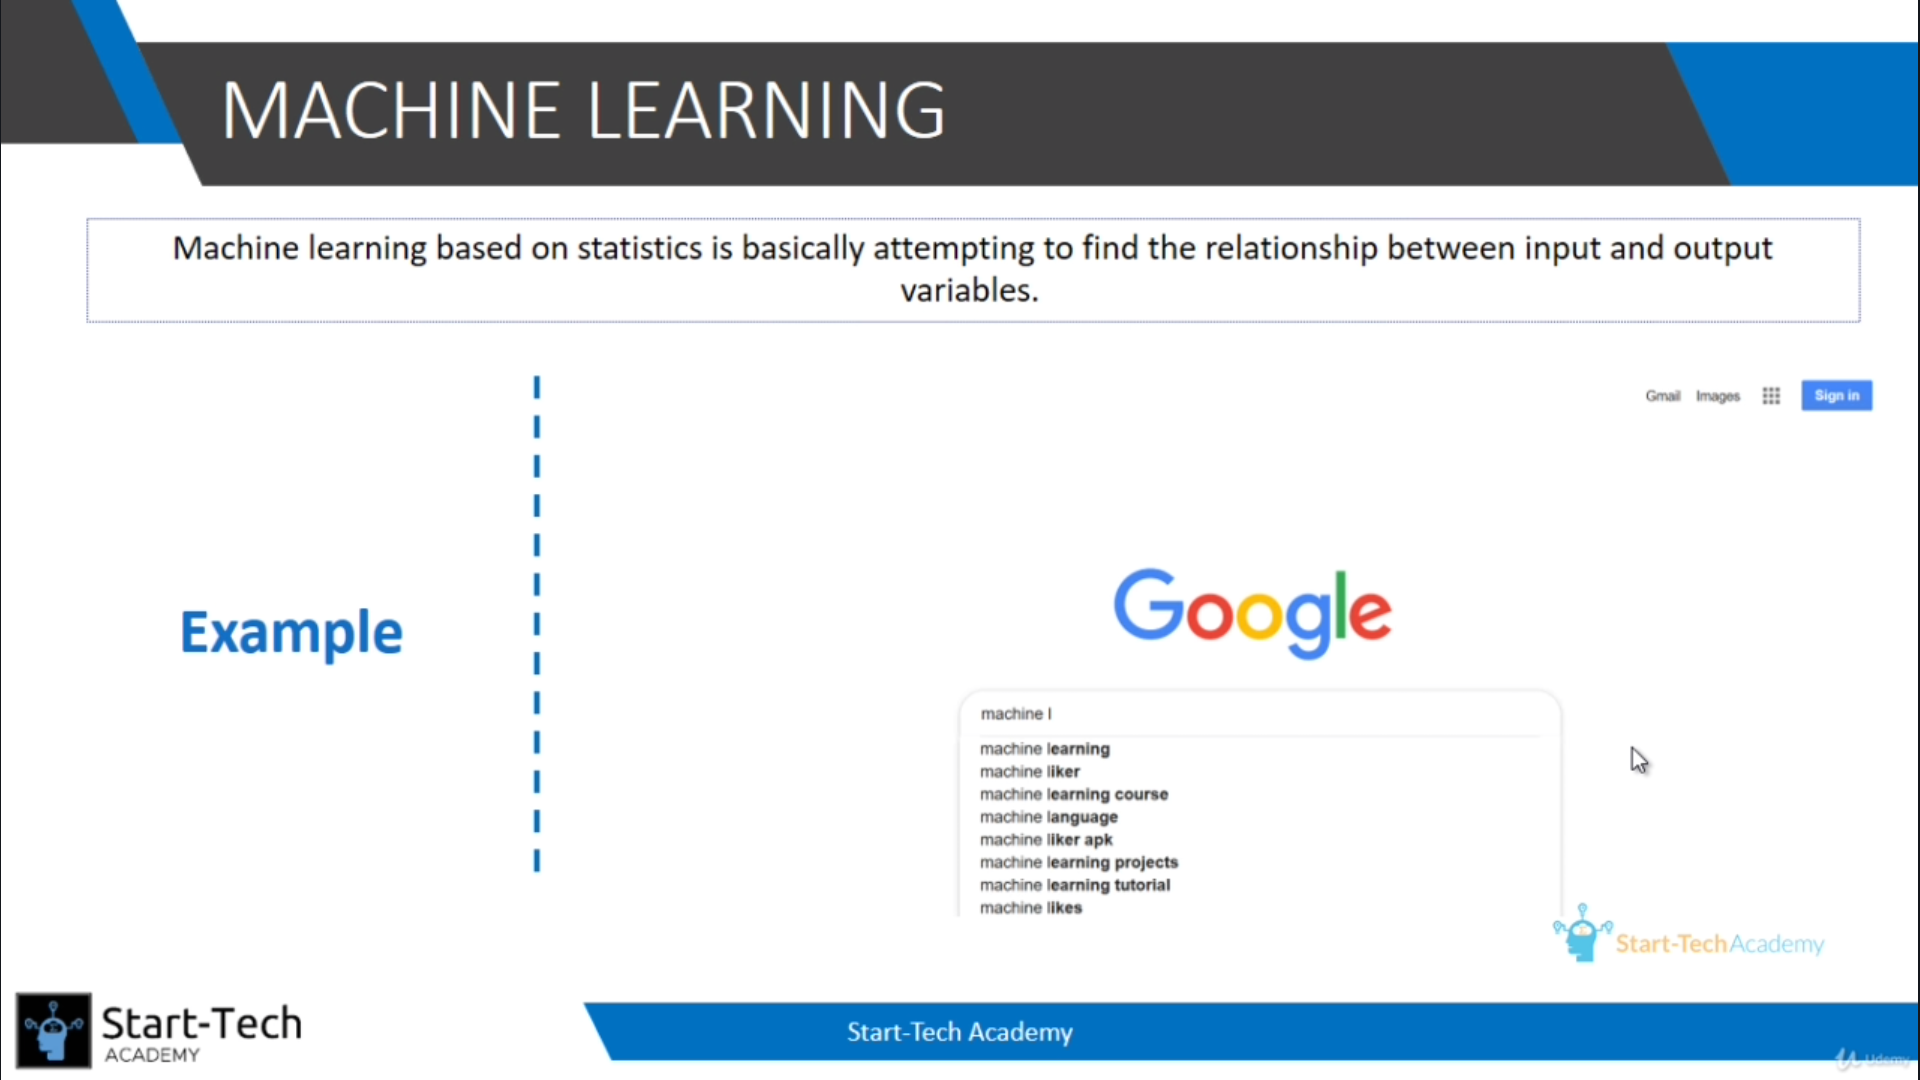 MACHINE LEARNING
Machine learning based on statistics is basically attempting to find the relationship between input and output
variables.
Gmail Images Sign in
Example
Google
machine l
machine learning
machine liker
machine learning course
machine language
machine liker apk
machine learning projects
machine learning tutorial
machine likes
Start-TechAcademy
Start-Tech
ACADEMY
Start-Tech Academy
Udemy